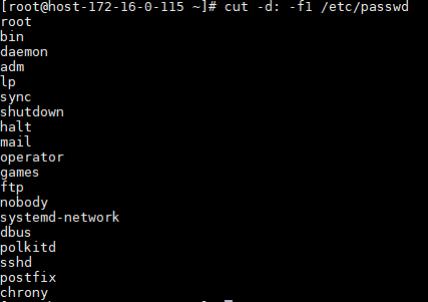 [root@host-172-16-0-115 ~]# cut -d: -f1 /etc/passwd
root
bin
daemon
adm
lp
sync
shutdown
halt
mail
operator
games
ftp
nobody
systemd-network
dbus
polkitd
sshd
postfix
chrony